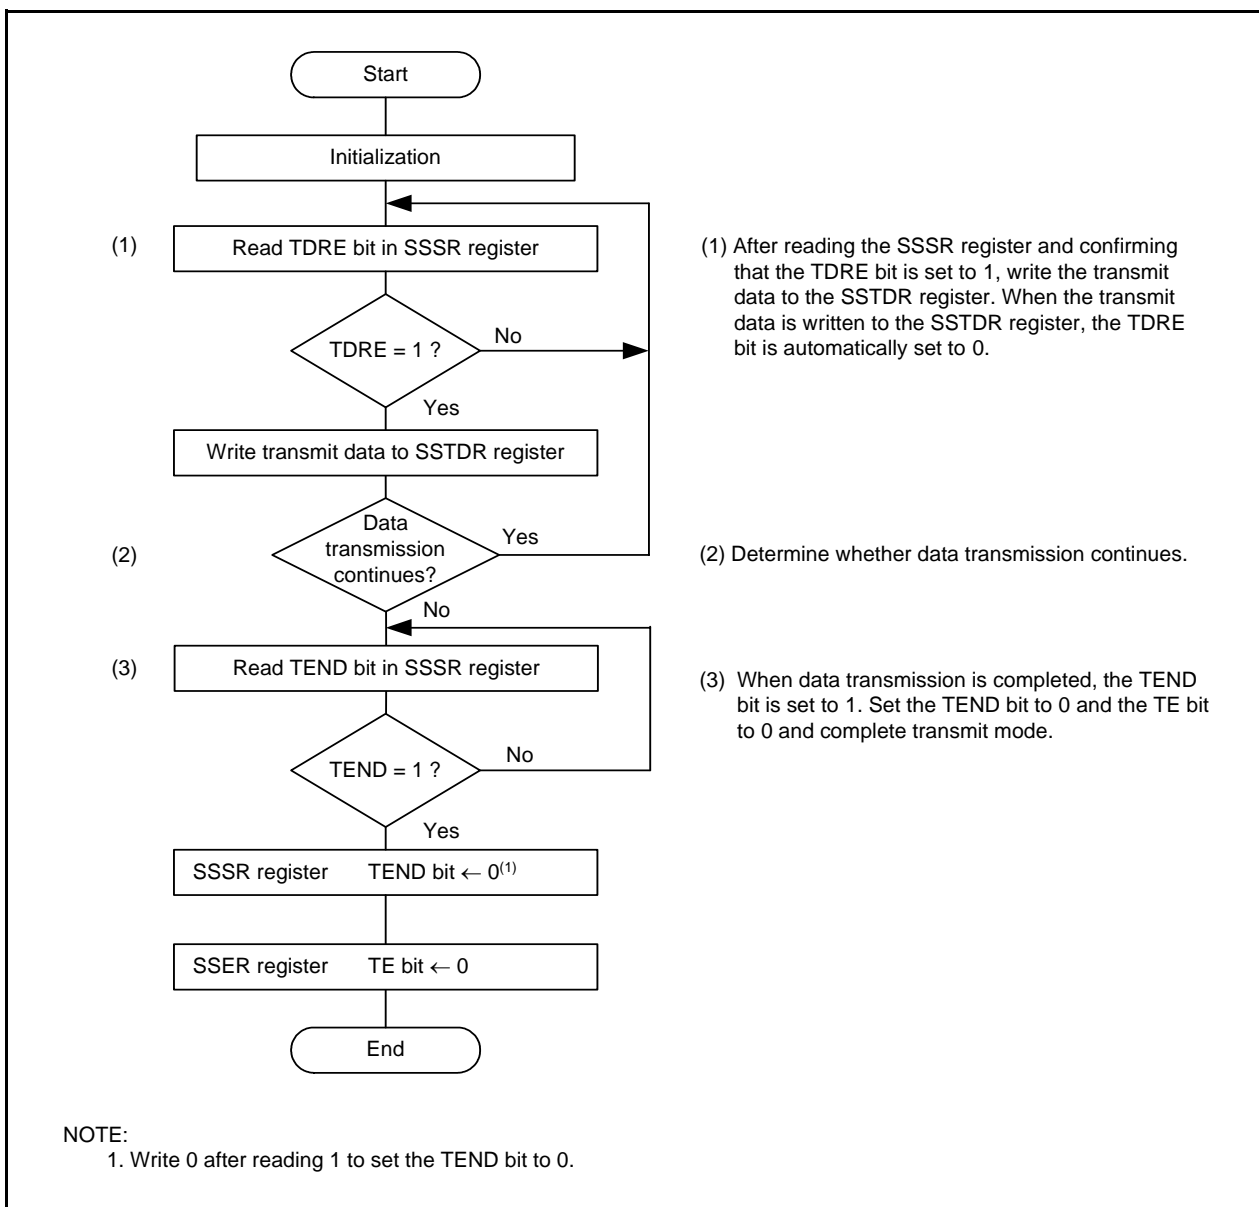 Start
Initialization
(1)
Read TDRE bit in SSSR register
(1) After reading the SSSR register and confirming
that the TDRE bit is set to 1, write the transmit
data to the SSTDR register. When the transmit
data is written to the SSTDR register, the TDRE
bit is automatically set to 0.
TDRE = 1 ?
No
Yes
Write transmit data to SSTDR register
(2)
Data
transmission
continues?
Yes
(2) Determine whether data transmission continues.
No
(3)
Read TEND bit in SSSR register
(3) When data transmission is completed, the TEND
bit is set to 1. Set the TEND bit to 0 and the TE bit
to 0 and complete transmit mode.
TEND = 1 ?
No
Yes
SSSR register TEND bit ← 0(1)
SSER register TE bit ← 0
End
NOTE:
1. Write 0 after reading 1 to set the TEND bit to 0.